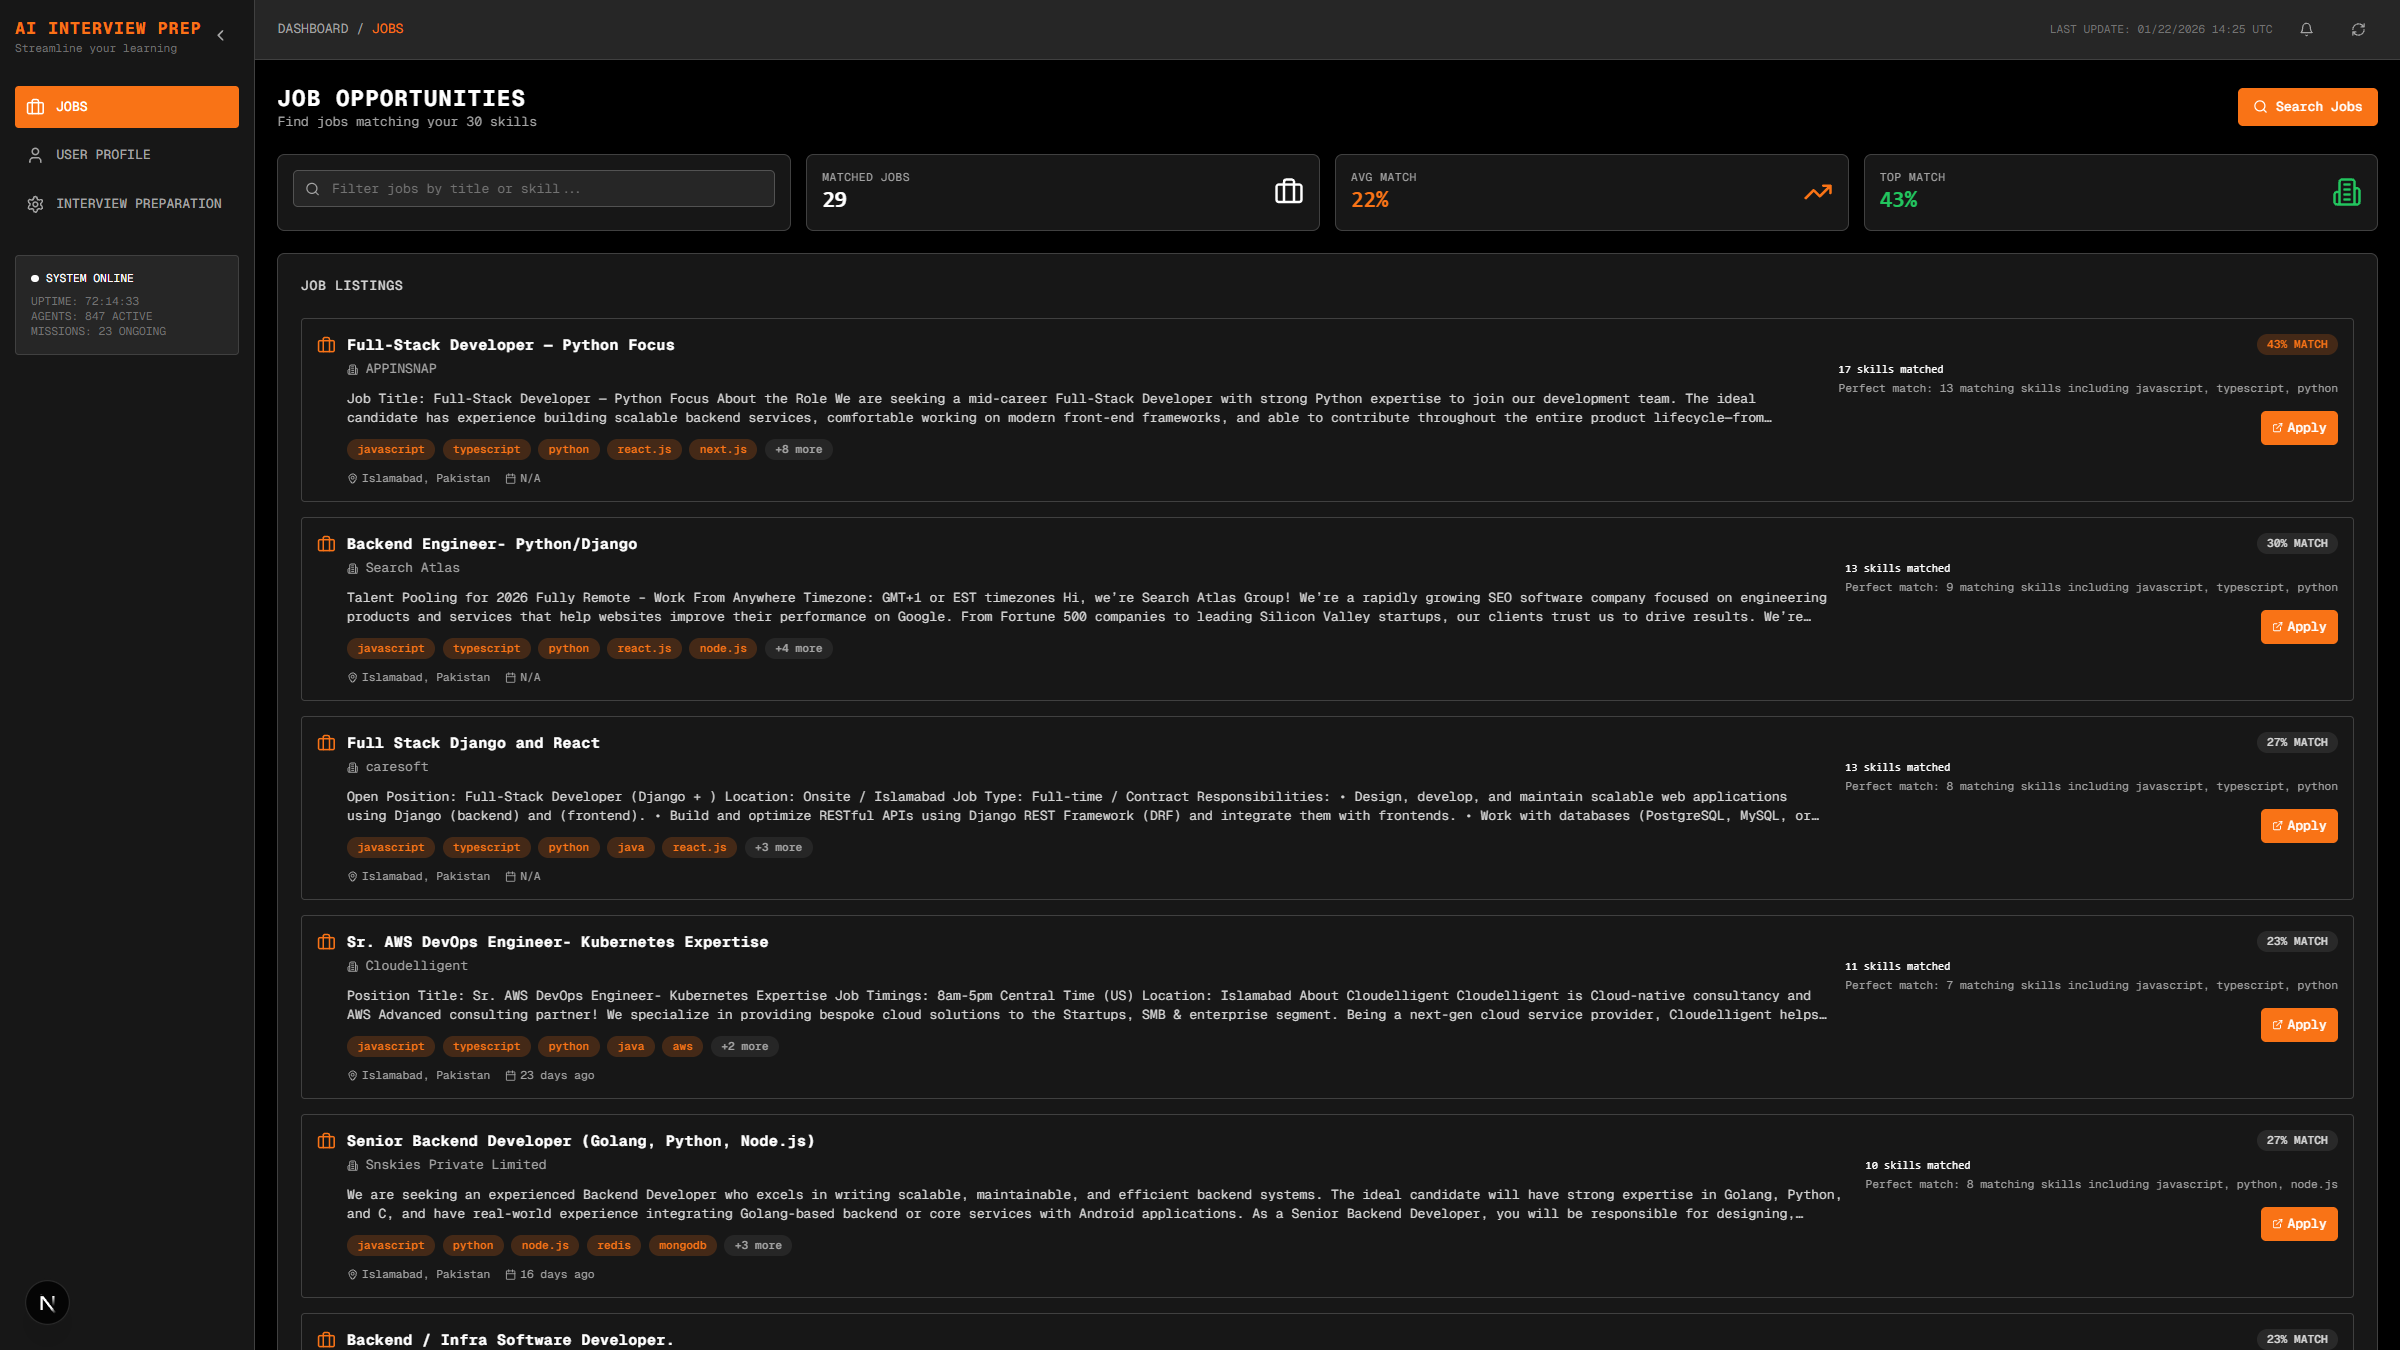 AI INTERVIEW PREP
Streamline your learning
JOBS
USER PROFILE
INTERVIEW PREPARATION
SYSTEM ONLINE
UPTIME: 72:14:33
AGENTS: 847 ACTIVE
MISSIONS: 23 ONGOING
N
DASHBOARD / JOBS
LAST UPDATE: 01/22/2026 14:25 UTC
JOB OPPORTUNITIES
Find jobs matching your 30 skills
Search Jobs
Filter jobs by title or skill...
MATCHED JOBS
29
AVG MATCH
22%
TOP MATCH
43%
JOB LISTINGS
Full-Stack Developer – Python Focus
APPINSNAP
Job Title: Full-Stack Developer – Python Focus About the Role We are seeking a mid-career Full-Stack Developer with strong Python expertise to join our development team. The ideal
candidate has experience building scalable backend services, comfortable working on modern front-end frameworks, and able to contribute throughout the entire product lifecycle—from…
javascript typescript python react.js next.js +8 more
Islamabad, Pakistan N/A
43% MATCH
17 skills matched
Perfect match: 13 matching skills including javascript, typescript, python
Apply
Backend Engineer- Python/Django
Search Atlas
Talent Pooling for 2026 Fully Remote - Work From Anywhere Timezone: GMT+1 or EST timezones Hi, we’re Search Atlas Group! We’re a rapidly growing SEO software company focused on engineering
products and services that help websites improve their performance on Google. From Fortune 500 companies to leading Silicon Valley startups, our clients trust us to drive results. We’re…
javascript typescript python react.js node.js +4 more
Islamabad, Pakistan N/A
30% MATCH
13 skills matched
Perfect match: 9 matching skills including javascript, typescript, python
Apply
Full Stack Django and React
caresoft
Open Position: Full-Stack Developer (Django + ) Location: Onsite / Islamabad Job Type: Full-time / Contract Responsibilities: • Design, develop, and maintain scalable web applications
using Django (backend) and (frontend). • Build and optimize RESTful APIs using Django REST Framework (DRF) and integrate them with frontends. • Work with databases (PostgreSQL, MySQL, or…
javascript typescript python java react.js +3 more
Islamabad, Pakistan N/A
27% MATCH
13 skills matched
Perfect match: 8 matching skills including javascript, typescript, python
Apply
Sr. AWS DevOps Engineer- Kubernetes Expertise
Cloudelligent
Position Title: Sr. AWS DevOps Engineer- Kubernetes Expertise Job Timings: 8am-5pm Central Time (US) Location: Islamabad About Cloudelligent Cloudelligent is Cloud-native consultancy and
AWS Advanced consulting partner! We specialize in providing bespoke cloud solutions to the Startups, SMB & enterprise segment. Being a next-gen cloud service provider, Cloudelligent helps…
javascript typescript python java aws +2 more
Islamabad, Pakistan 23 days ago
23% MATCH
11 skills matched
Perfect match: 7 matching skills including javascript, typescript, python
Apply
Senior Backend Developer (Golang, Python, Node.js)
Snskies Private Limited
We are seeking an experienced Backend Developer who excels in writing scalable, maintainable, and efficient backend systems. The ideal candidate will have strong expertise in Golang, Python,
and C, and have real-world experience integrating Golang-based backend or core services with Android applications. As a Senior Backend Developer, you will be responsible for designing,…
javascript python node.js redis mongodb +3 more
Islamabad, Pakistan 16 days ago
27% MATCH
10 skills matched
Perfect match: 8 matching skills including javascript, python, node.js
Apply
Backend / Infra Software Developer.
23% MATCH